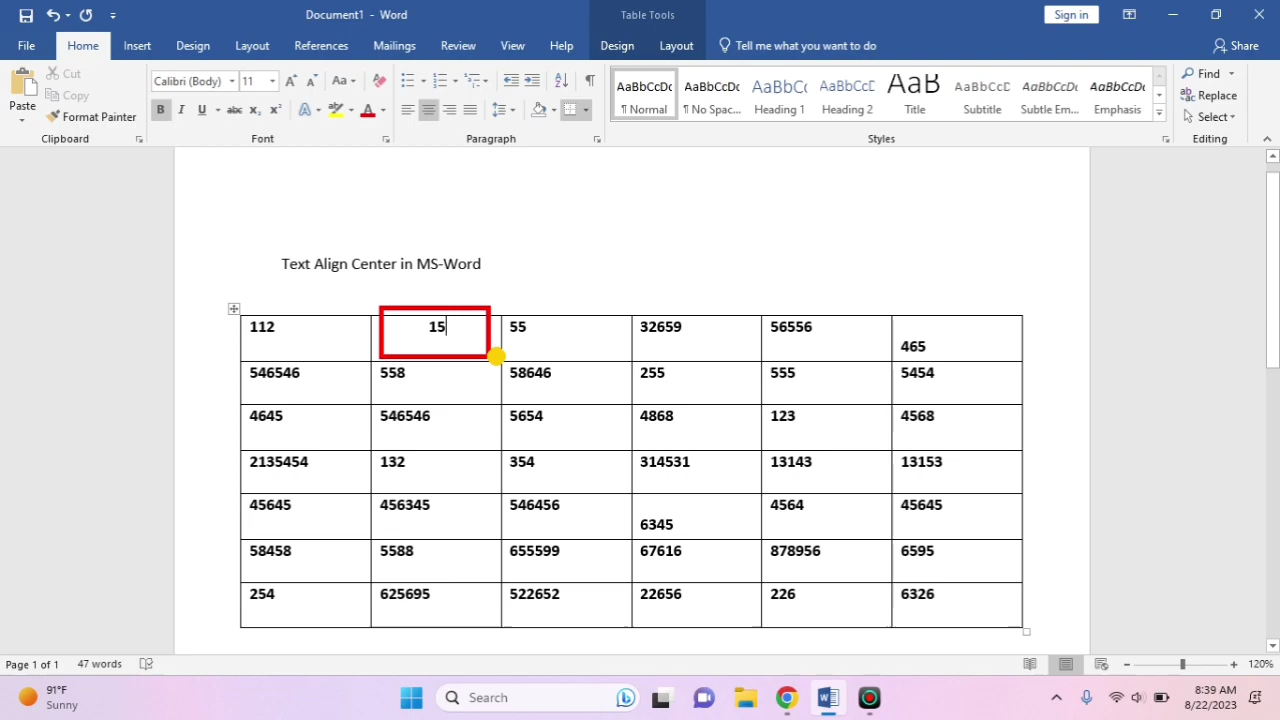 Document1 - Word
Table Tools
Sign in
File Home Insert Design Layout References Mailings Review View Help Design Layout Tell me what you want to do Share
Paste
Cut
Copy
Format Painter
Clipboard
Calibri (Body) 11
Aa
B I U abc x₂ x² A A
Font
Paragraph
AaBbCcDc AaBbCcDc AaBbCc AaBbCcD AaB AaBbCcD AaBbCcDc AaBbCcDc
¶ Normal ¶ No Spac... Heading 1 Heading 2 Title Subtitle Subtle Em... Emphasis
Styles
Find
Replace
Select
Editing
Text Align Center in MS-Word
112 15 55 32659 56556 465
546546 558 58646 255 555 5454
4645 546546 5654 4868 123 4568
2135454 132 354 314531 13143 13153
45645 456345 546456 6345 4564 45645
58458 5588 655599 67616 878956 6595
254 625695 522652 22656 226 6326
Page 1 of 1 47 words 120%
91°F
Sunny
Search
8:39 AM
8/22/2023